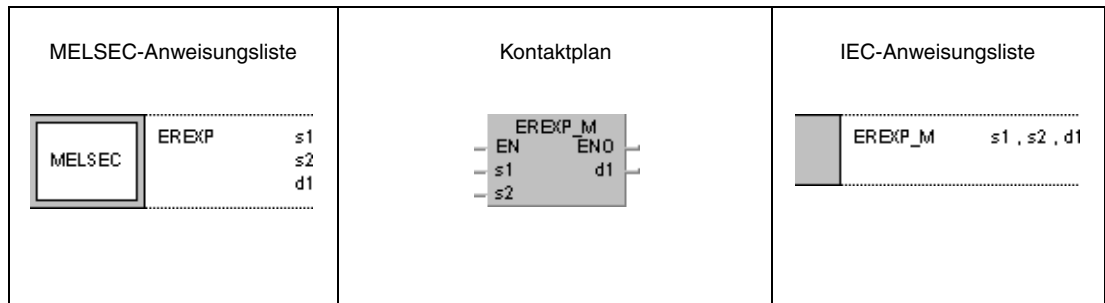 MELSEC-Anweisungsliste
MELSEC
EREXP s1
s2
d1
Kontaktplan
EREXP_M
EN ENO
s1 d1
s2
IEC-Anweisungsliste
EREXP_M s1 , s2 , d1